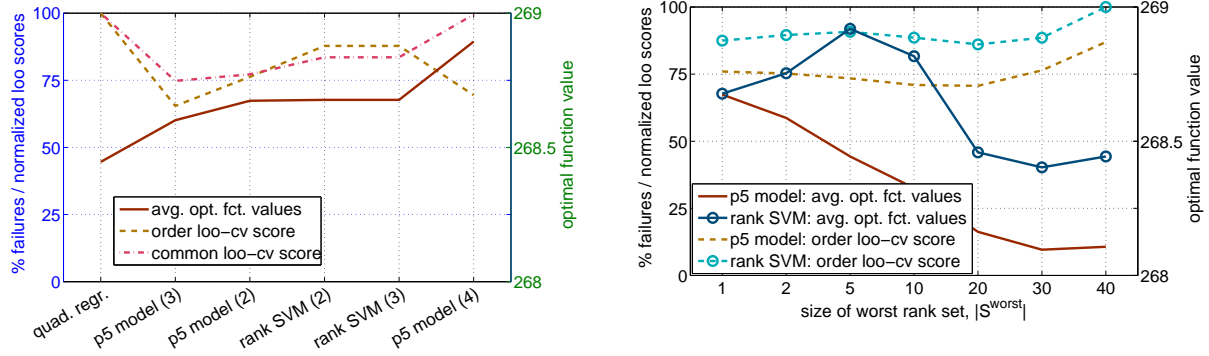 % failures / normalized loo scores
100
75
50
25
0
269
268.5
268
optimal function value
avg. opt. fct. values
order loo−cv score
common loo−cv score
quad. regr.
p5 model (3)
p5 model (2)
rank SVM (2)
rank SVM (3)
p5 model (4)
% failures / normalized loo scores
100
75
50
25
0
269
268.5
268
optimal function value
p5 model: avg. opt. fct. values
rank SVM: avg. opt. fct. values
p5 model: order loo−cv score
rank SVM: order loo−cv score
1 2 5 10 20 30 40
size of worst rank set, |S^worst|